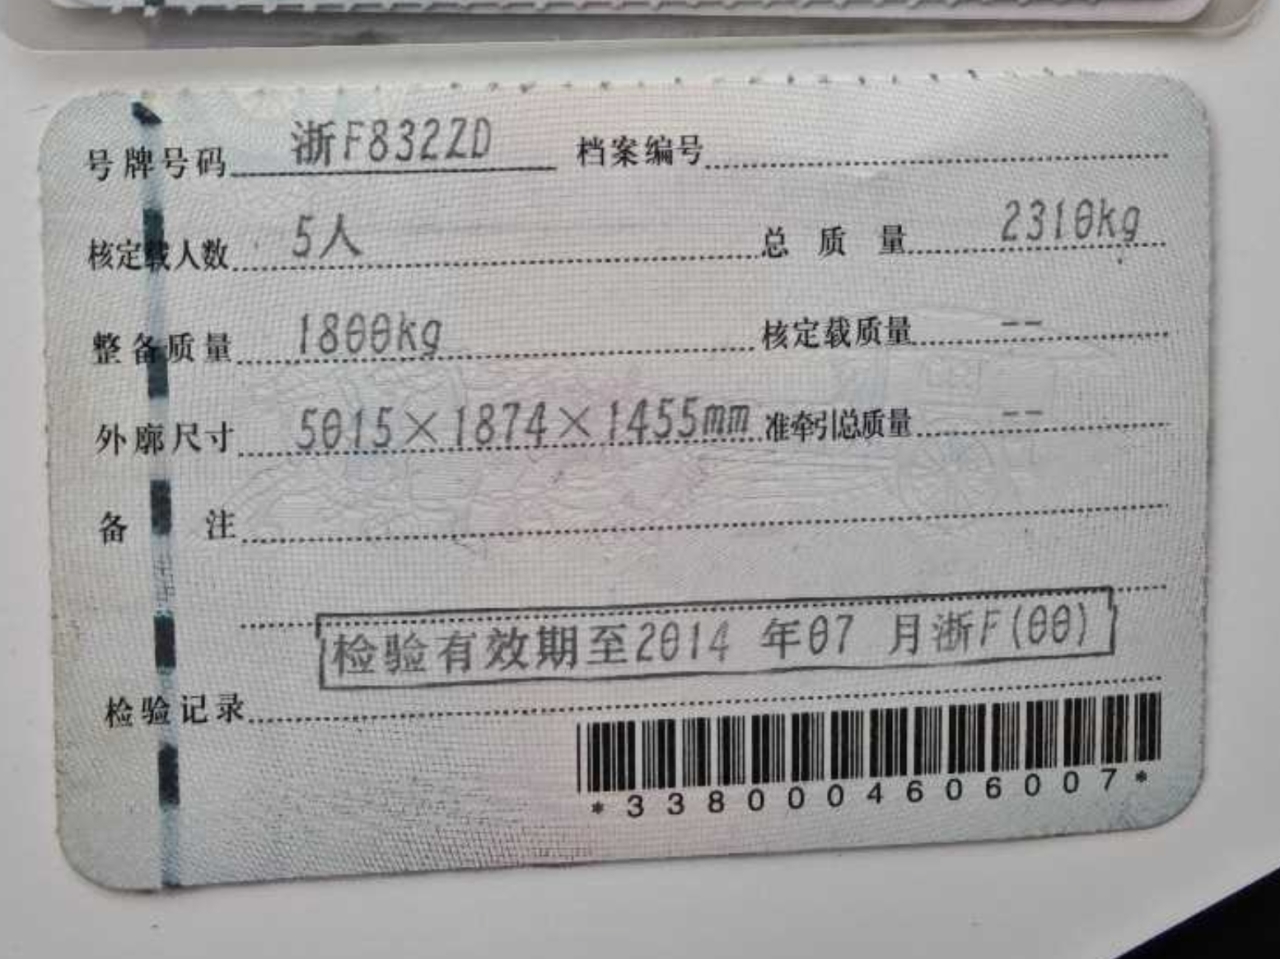 号牌号码 浙F832ZD 档案编号
核定载人数 5人 总质量 2310kg
整备质量 1800kg 核定载质量 --
外廓尺寸 5015×1874×1455mm 准牵引总质量 --
备注
检验有效期至2014 年07 月浙F(00)
检验记录
*3380004606007*